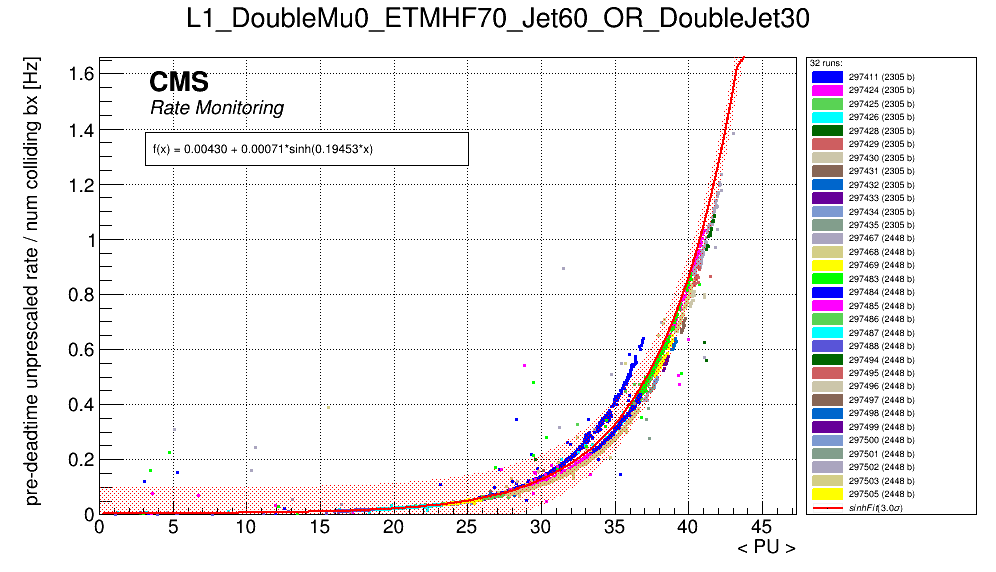 L1_DoubleMu0_ETMHF70_Jet60_OR_DoubleJet30
pre-deadtime unprescaled rate / num colliding bx [Hz]
CMS
Rate Monitoring
f(x) = 0.00430 + 0.00071*sinh(0.19453*x)
1.6
1.4
1.2
1
0.8
0.6
0.4
0.2
0
0 5 10 15 20 25 30 35 40 45
< PU >
32 runs:
297411 (2305 b)
297424 (2305 b)
297425 (2305 b)
297426 (2305 b)
297428 (2305 b)
297429 (2305 b)
297430 (2305 b)
297431 (2305 b)
297432 (2305 b)
297433 (2305 b)
297434 (2305 b)
297435 (2305 b)
297467 (2448 b)
297468 (2448 b)
297469 (2448 b)
297483 (2448 b)
297484 (2448 b)
297485 (2448 b)
297486 (2448 b)
297487 (2448 b)
297488 (2448 b)
297494 (2448 b)
297495 (2448 b)
297496 (2448 b)
297497 (2448 b)
297498 (2448 b)
297499 (2448 b)
297500 (2448 b)
297501 (2448 b)
297502 (2448 b)
297503 (2448 b)
297505 (2448 b)
sinhFit(3.0σ)